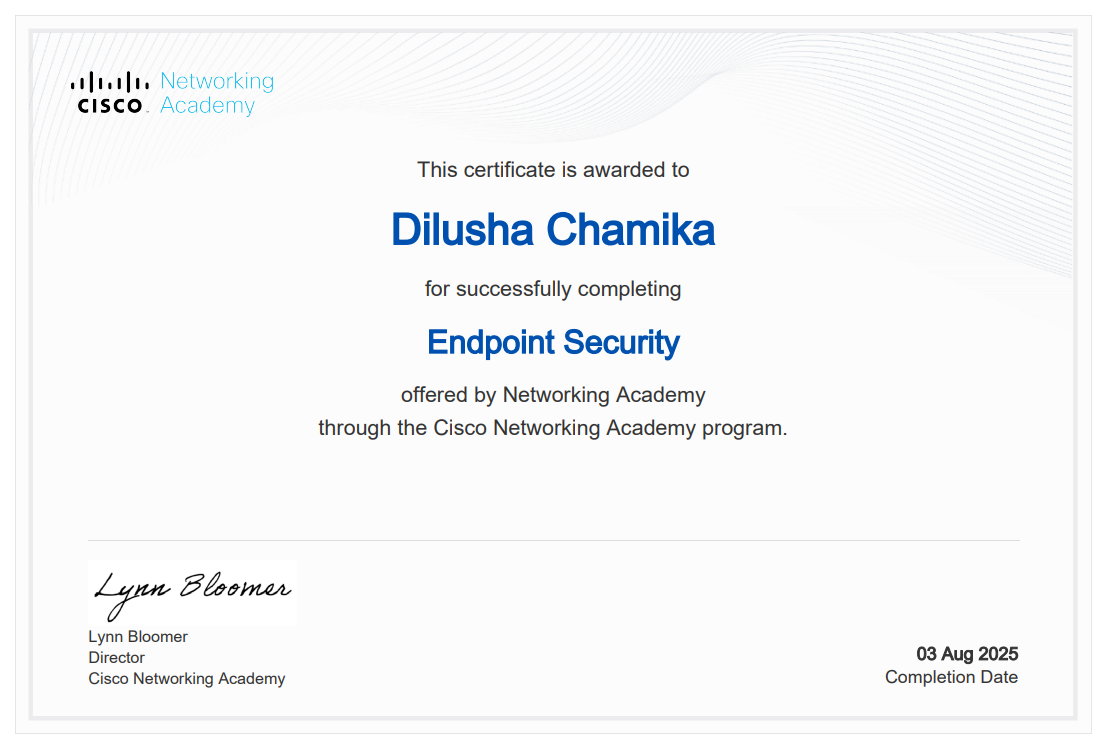 Networking
CISCO Academy
This certificate is awarded to
Dilusha Chamika
for successfully completing
Endpoint Security
offered by Networking Academy
through the Cisco Networking Academy program.
Lynn Bloomer
Lynn Bloomer
Director
Cisco Networking Academy
03 Aug 2025
Completion Date